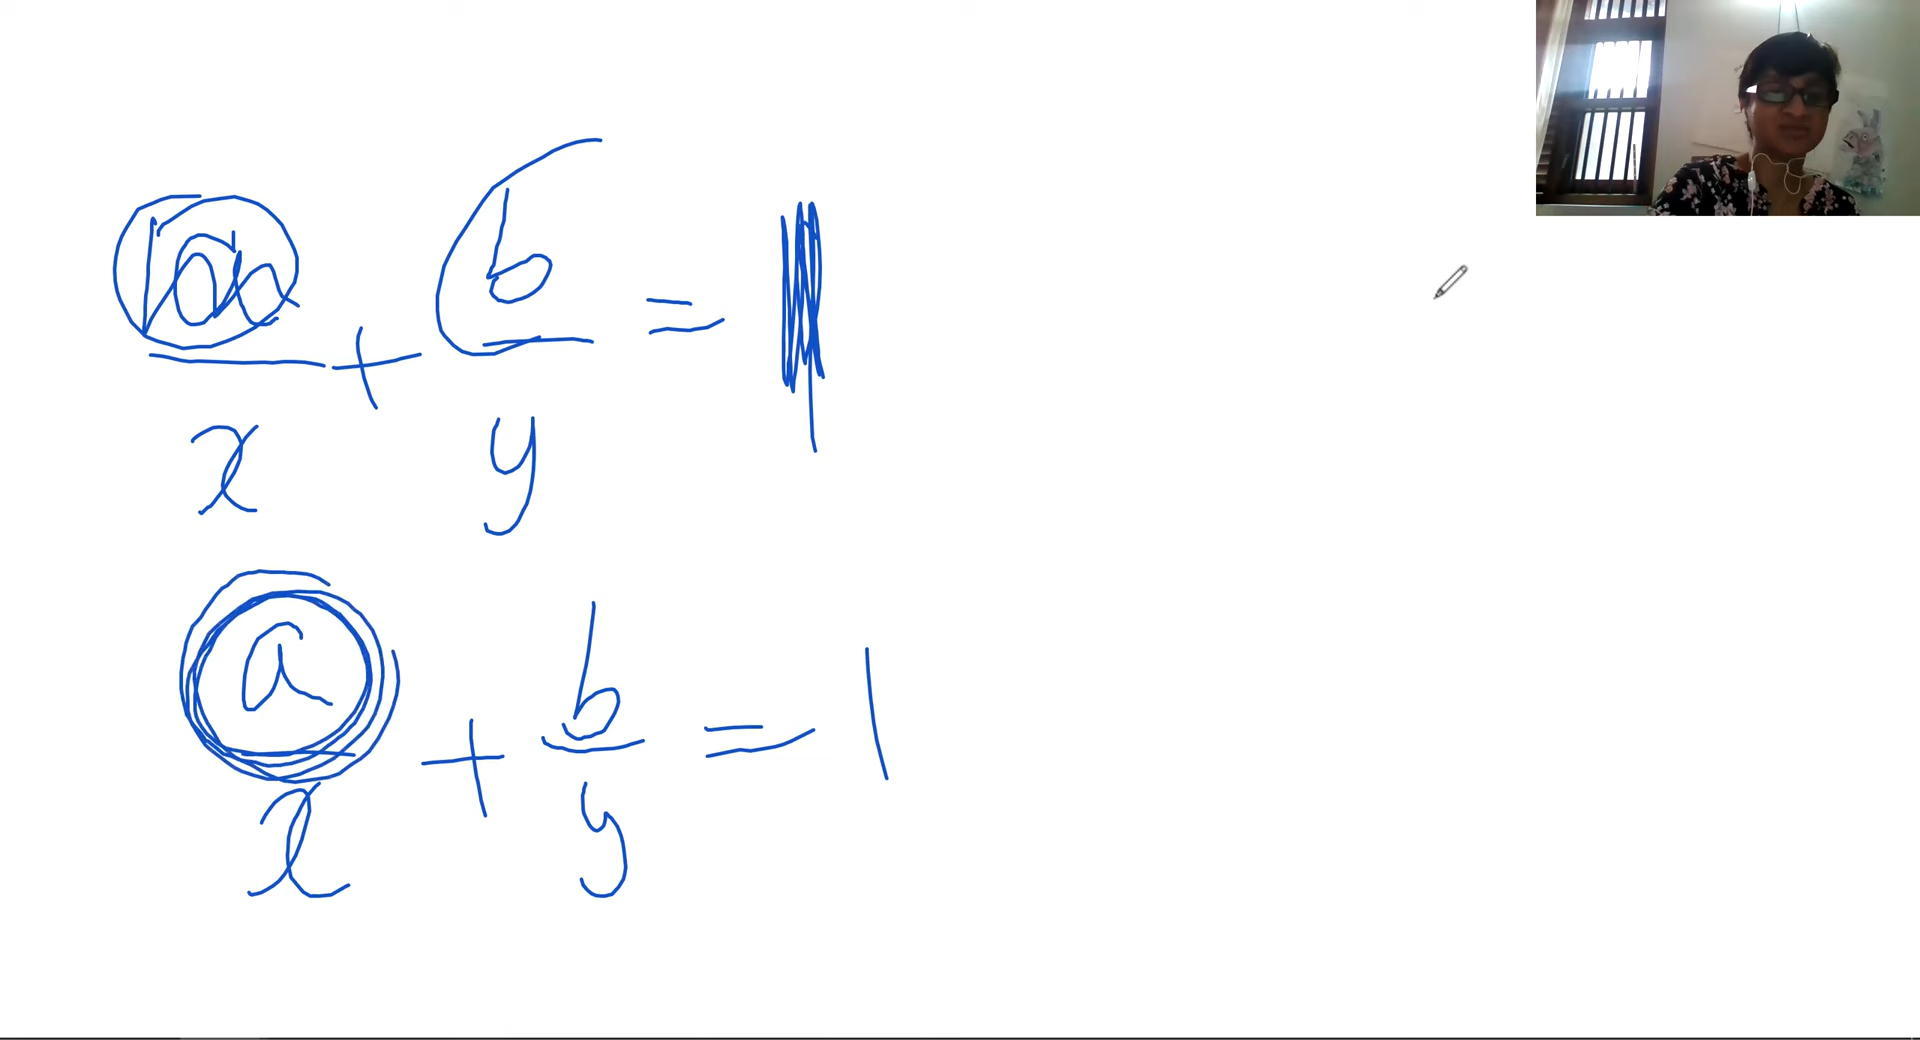 a/x + b/y = 1
a/x + b/y = 1